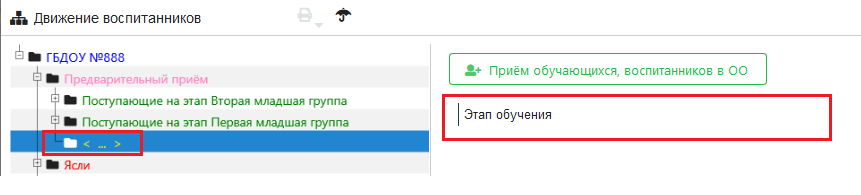 Движение воспитанников
ГБДОУ №888
Предварительный приём
Поступающие на этап Вторая младшая группа
Поступающие на этап Первая младшая группа
< ... >
Ясли
Приём обучающихся, воспитанников в ОО
Этап обучения